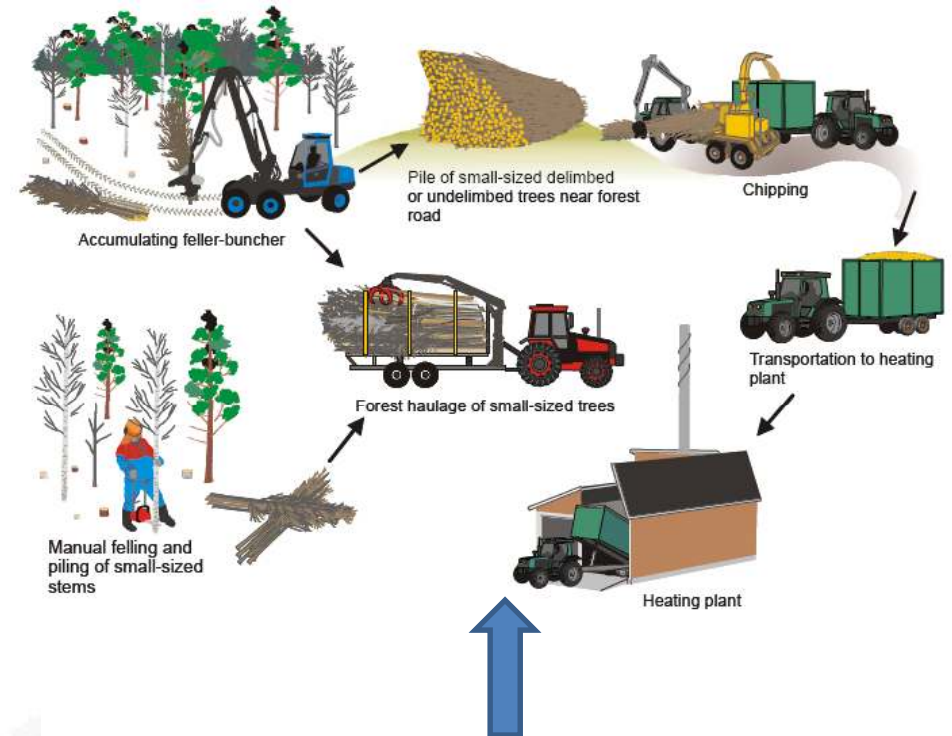 Accumulating feller-buncher
Pile of small-sized delimbed
or undelimbed trees near forest
road
Chipping
Transportation to heating
plant
Forest haulage of small-sized trees
Manual felling and
piling of small-sized
stems
Heating plant